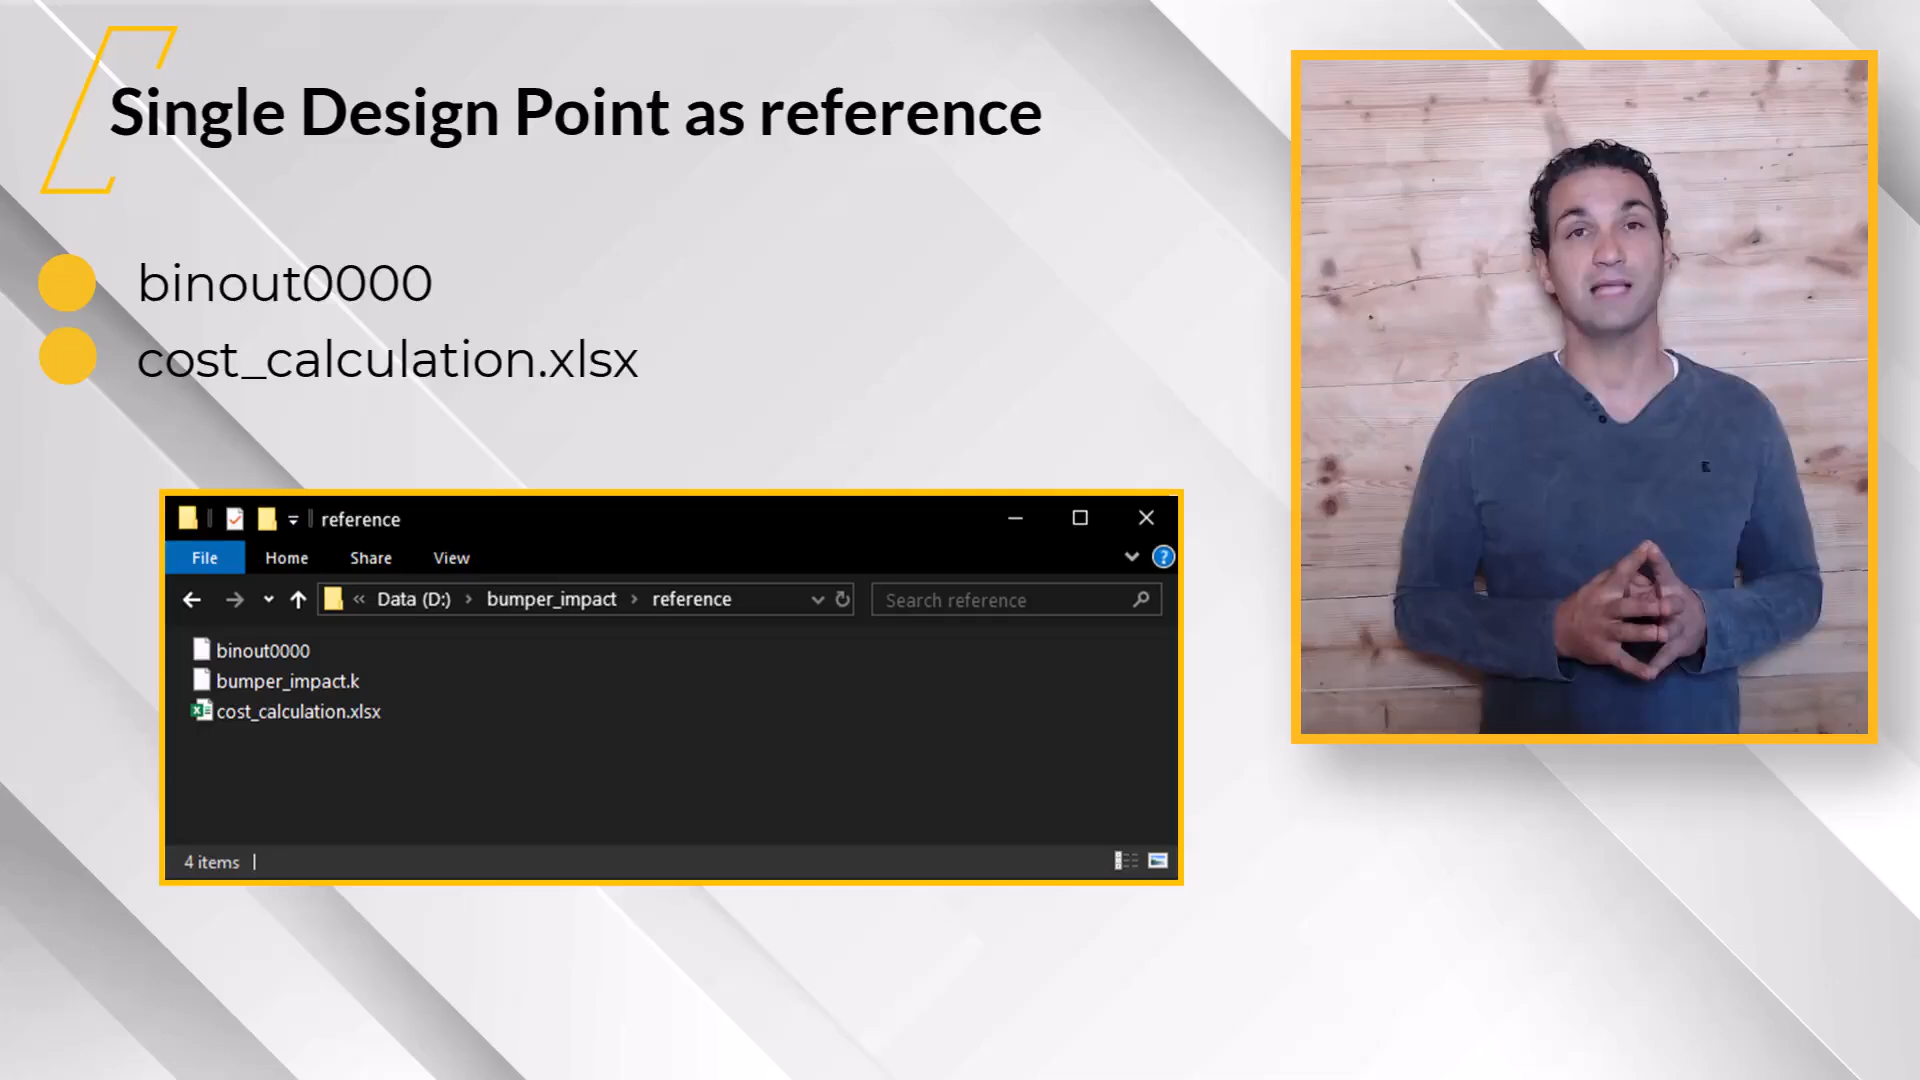 Single Design Point as reference
binout0000
cost_calculation.xlsx
reference
File Home Share View
« Data (D:) > bumper_impact > reference
Search reference
binout0000
bumper_impact.k
cost_calculation.xlsx
4 items